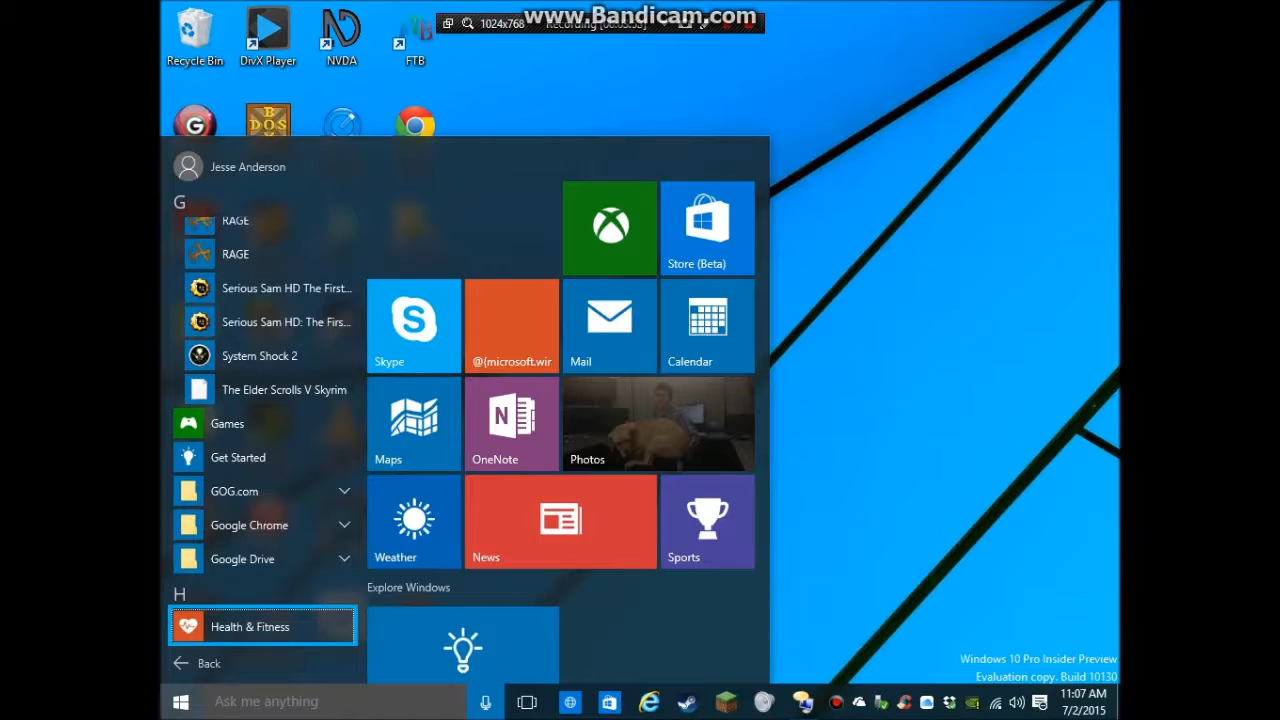 www.Bandicam.com
1024x768
Recording
Recycle Bin
DivX Player
NVDA
FTB
Jesse Anderson
G
RAGE
RAGE
Serious Sam HD The First...
Serious Sam HD: The Firs...
System Shock 2
The Elder Scrolls V Skyrim
Games
Get Started
GOG.com
Google Chrome
Google Drive
H
Health & Fitness
Back
Store (Beta)
Skype
@{microsoft.wir
Mail
Calendar
Maps
OneNote
Photos
Weather
News
Sports
Explore Windows
Windows 10 Pro Insider Preview
Evaluation copy. Build 10130
Ask me anything
11:07 AM
7/2/2015